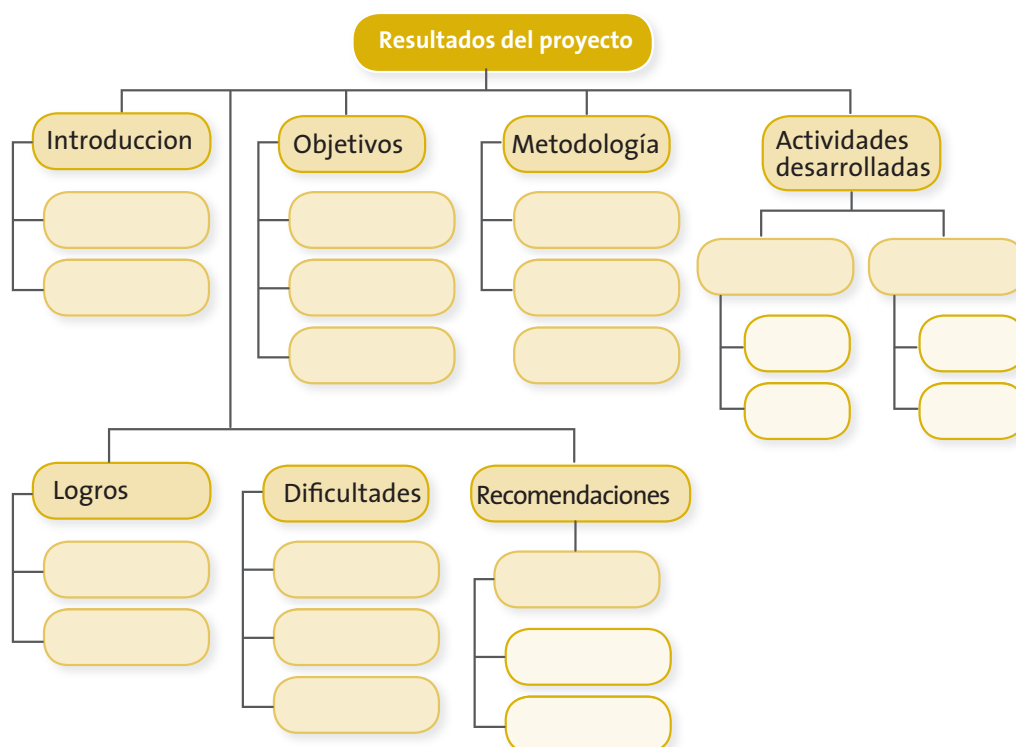 Resultados del proyecto
Introduccion
Objetivos
Metodología
Actividades
desarrolladas
Logros
Dificultades
Recomendaciones